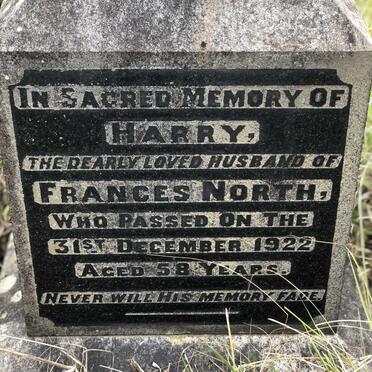 In Sacred Memory Of
Harry,
The Dearly Loved Husband Of
Frances North,
Who Passed On The
31st December 1922
Aged 58 Years.
Never Will His Memory Fade.